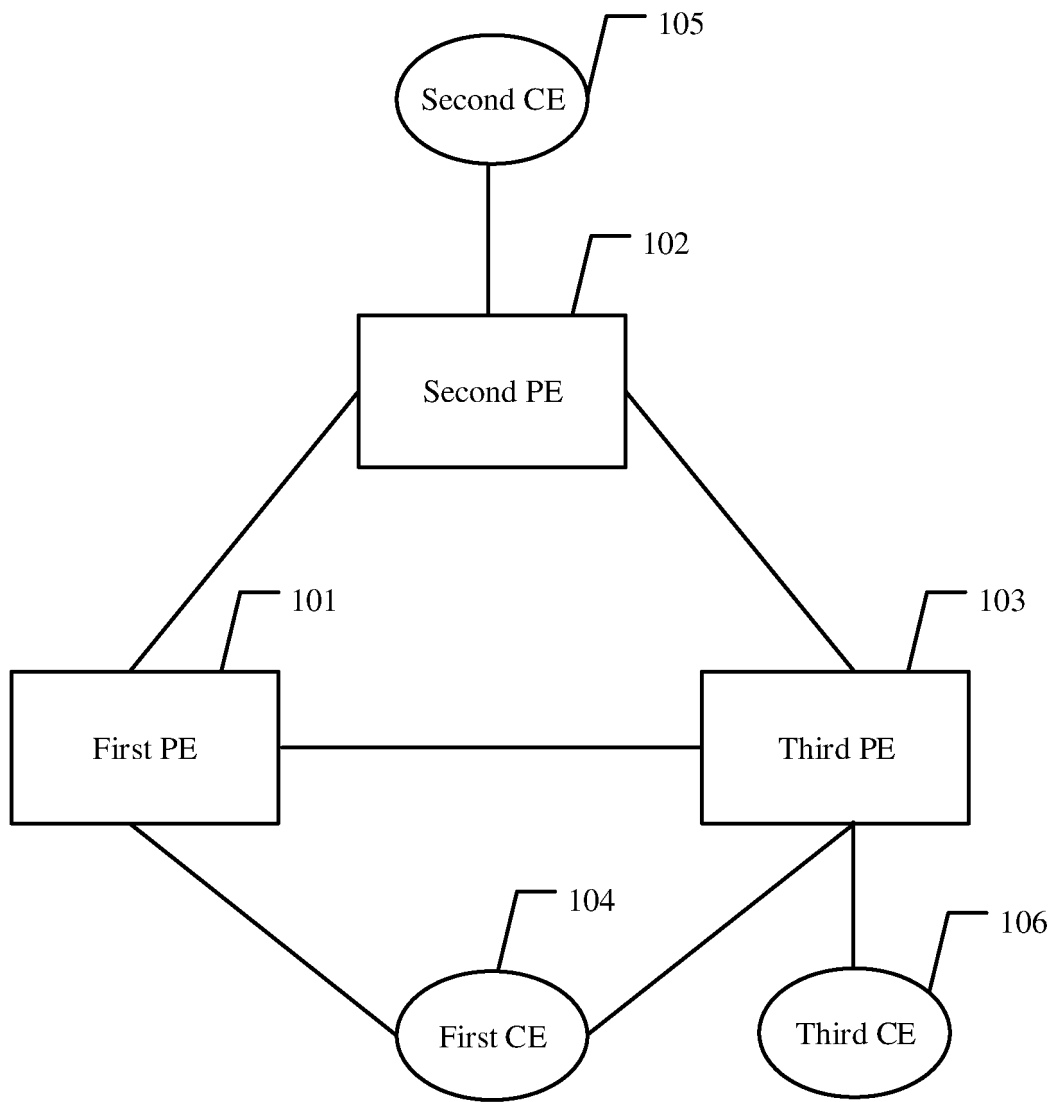 105
Second CE
102
Second PE
101
103
First PE
Third PE
104
106
First CE
Third CE